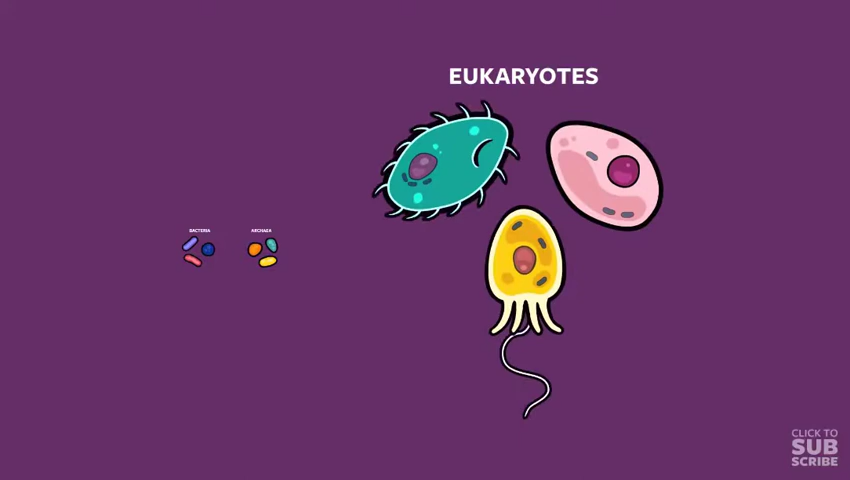 EUKARYOTES
BACTERIA
ARCHAEA
CLICK TO
SUB
SCRIBE